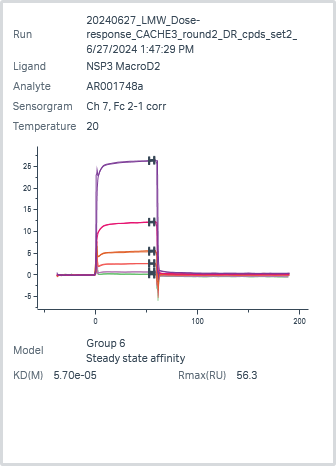 Run
20240627_LMW_Dose-
response_CACHE3_round2_DR_cpds_set2_
6/27/2024 1:47:29 PM
Ligand NSP3 MacroD2
Analyte AR001748a
Sensorgram Ch 7, Fc 2-1 corr
Temperature 20
25
20
15
10
5
0
-5
0 100 200
Model
Group 6
Steady state affinity
KD(M) 5.70e-05 Rmax(RU) 56.3